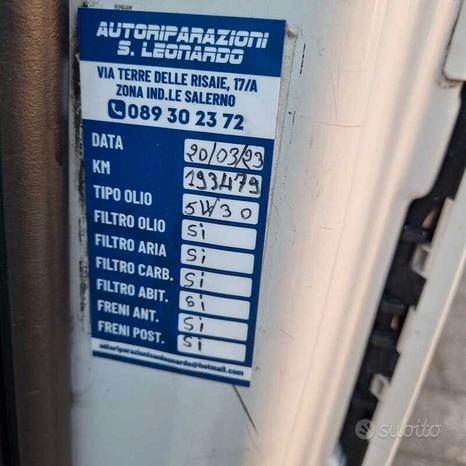 AUTORIPARAZIONI
S. LEONARDO
VIA TERRE DELLE RISAIE, 17/A
ZONA IND.LE SALERNO
089 30 23 72
DATA 20/03/23
KM 193479
TIPO OLIO 5W30
FILTRO OLIO Si
FILTRO ARIA Si
FILTRO CARB. Si
FILTRO ABIT. Si
FRENI ANT. Si
FRENI POST. Si
autoriparazionisanleonardo@hotmail.com
subito